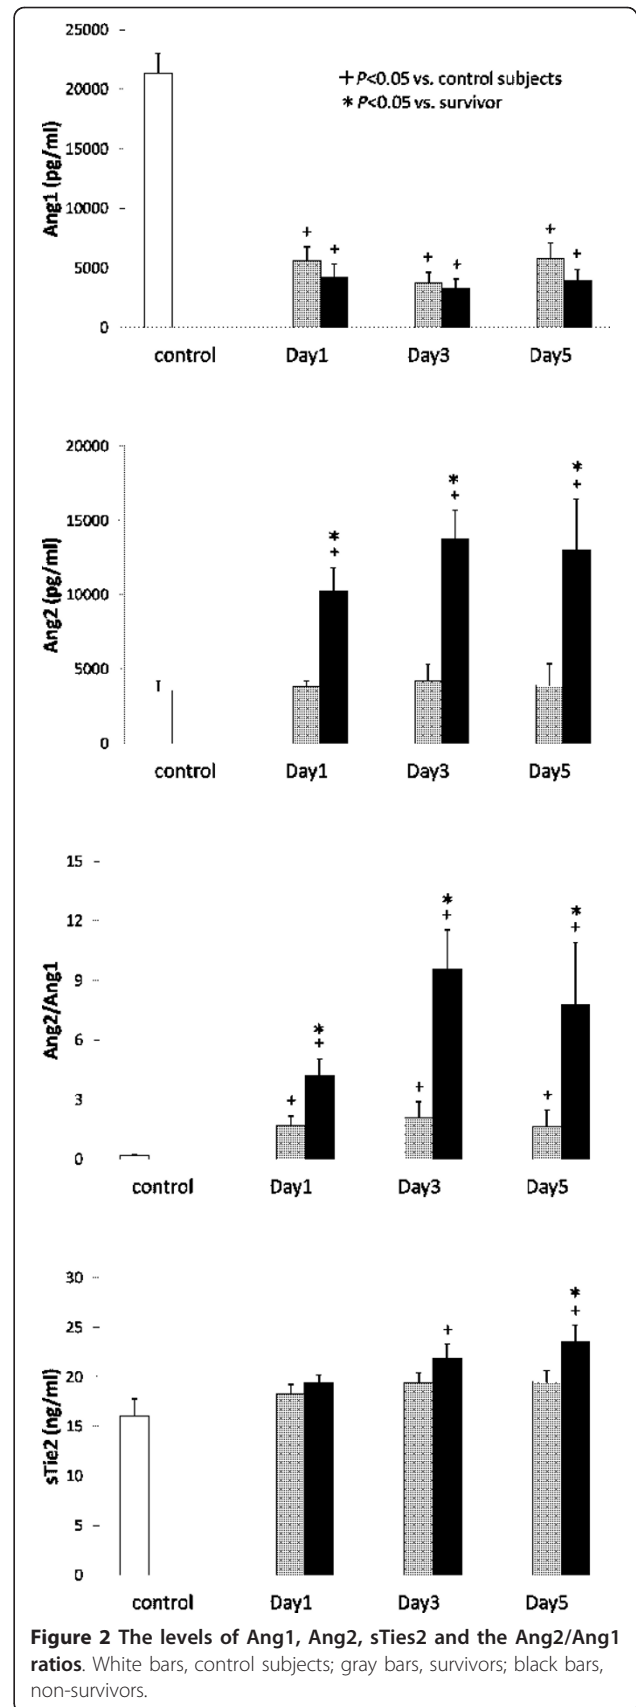 25000
20000
15000
10000
5000
0
Ang1 (pg/ml)
+ P<0.05 vs. control subjects
* P<0.05 vs. survivor
+ + + + + +
control Day1 Day3 Day5
20000
15000
10000
5000
0
Ang2 (pg/ml)
* * *
+ + +
control Day1 Day3 Day5
15
12
9
6
3
0
Ang2/Ang1
* * *
+ + + + + +
control Day1 Day3 Day5
30
25
20
15
10
5
0
sTie2 (ng/ml)
*
+ +
control Day1 Day3 Day5
Figure 2 The levels of Ang1, Ang2, sTies2 and the Ang2/Ang1
ratios. White bars, control subjects; gray bars, survivors; black bars,
non-survivors.